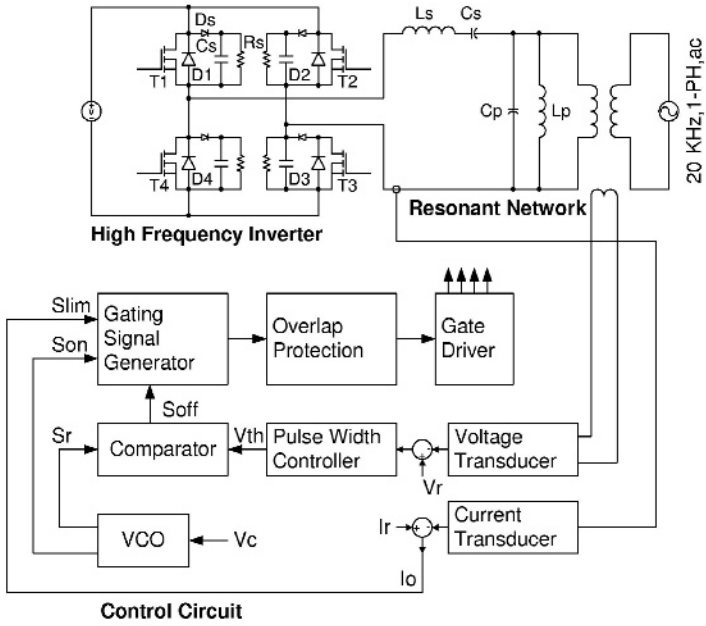 Ds
Cs
Rs
T1
D1
D2
T2
T4
D4
D3
T3
High Frequency Inverter
Ls
Cs
Cp
Lp
20 KHz,1-PH,ac
Resonant Network
Slim
Son
Gating
Signal
Generator
Overlap
Protection
Gate
Driver
Soff
Sr
Comparator
Vth
Pulse Width
Controller
Vr
Voltage
Transducer
VCO
Vc
Ir
Io
Current
Transducer
Control Circuit